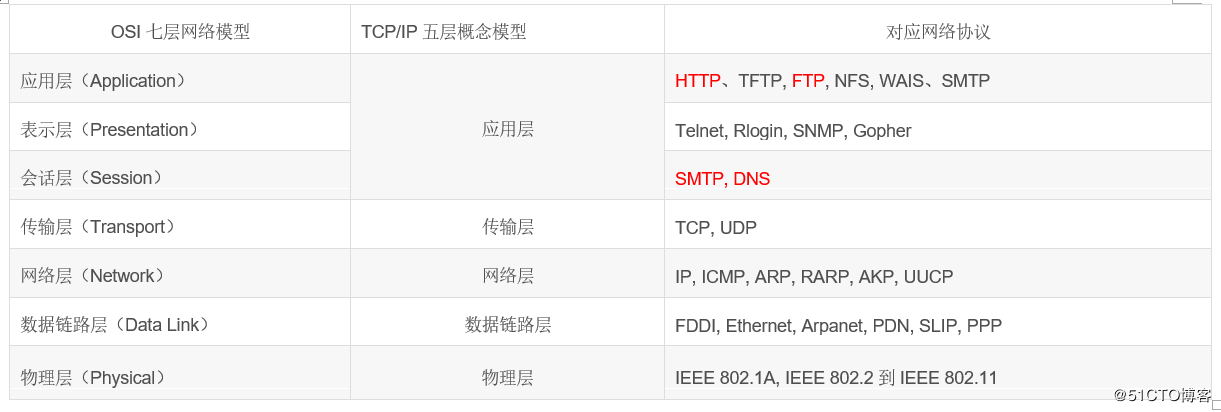 OSI 七层网络模型 TCP/IP 五层概念模型 对应网络协议
应用层（Application） HTTP、TFTP, FTP, NFS, WAIS、SMTP
表示层（Presentation） 应用层 Telnet, Rlogin, SNMP, Gopher
会话层（Session） SMTP, DNS
传输层（Transport） 传输层 TCP, UDP
网络层（Network） 网络层 IP, ICMP, ARP, RARP, AKP, UUCP
数据链路层（Data Link） 数据链路层 FDDI, Ethernet, Arpanet, PDN, SLIP, PPP
物理层（Physical） 物理层 IEEE 802.1A, IEEE 802.2 到 IEEE 802.11
@51CTO博客